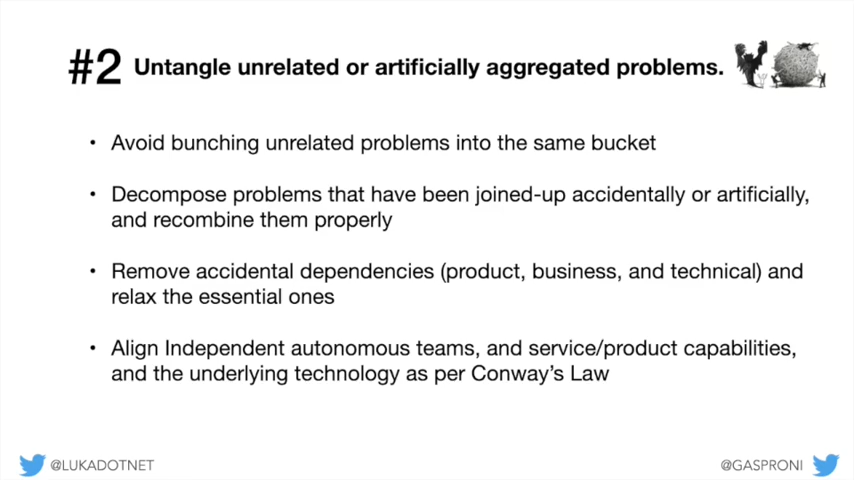 #2 Untangle unrelated or artificially aggregated problems.
• Avoid bunching unrelated problems into the same bucket
• Decompose problems that have been joined-up accidentally or artificially,
and recombine them properly
• Remove accidental dependencies (product, business, and technical) and
relax the essential ones
• Align Independent autonomous teams, and service/product capabilities,
and the underlying technology as per Conway's Law
@LUKADOTNET
@GASPRONI